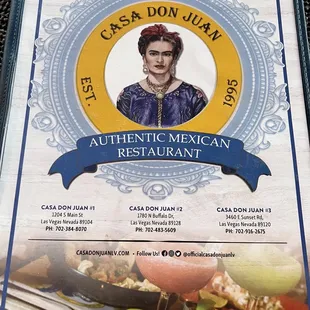 CASA DON JUAN
EST. 1995
AUTHENTIC MEXICAN
RESTAURANT
CASA DON JUAN #1
1204 S Main St
Las Vegas Nevada 89104
PH: 702-384-8070
CASA DON JUAN #2
1780 N Buffalo Dr,
Las Vegas Nevada 89128
PH: 702-483-5609
CASA DON JUAN #3
3460 E Sunset Rd,
Las Vegas Nevada 89120
PH: 702-916-2675
CASADONJUANLV.COM • Follow Us! @officialcasadonjuanlv